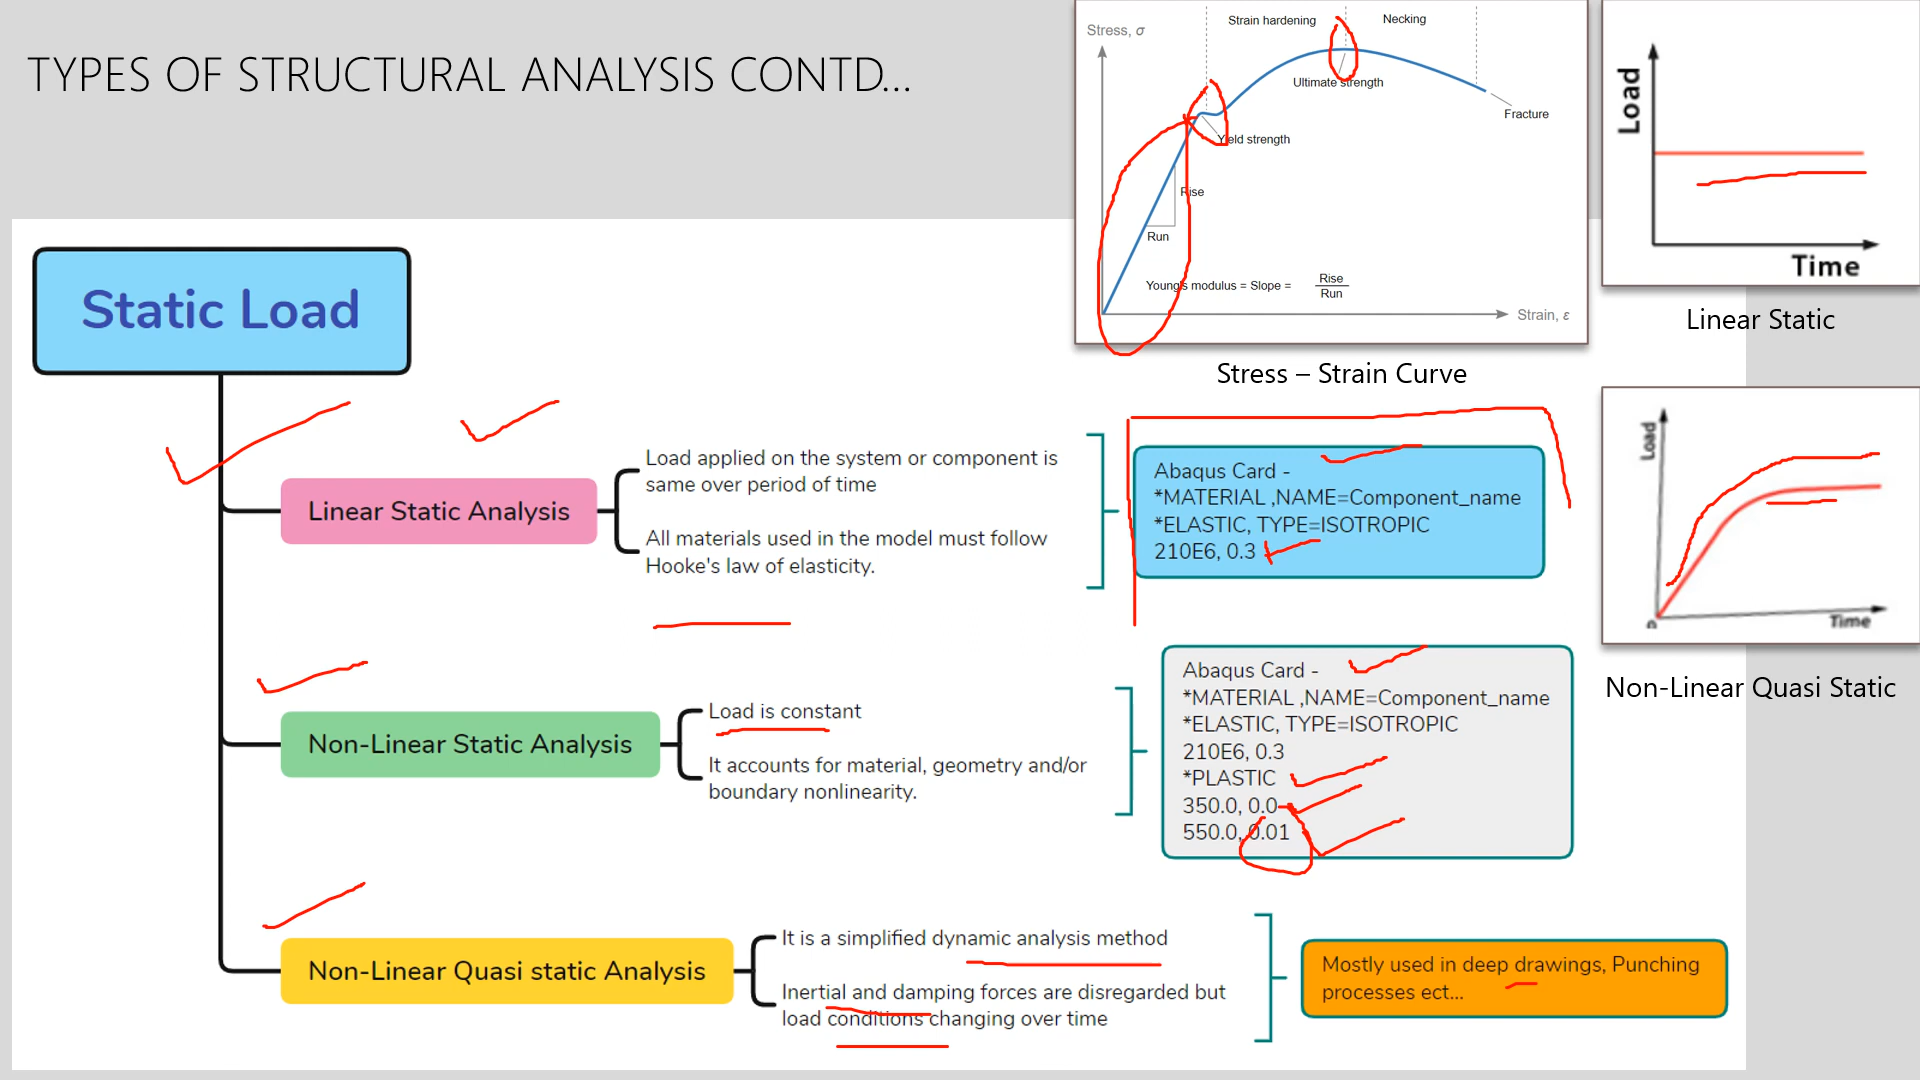 TYPES OF STRUCTURAL ANALYSIS CONTD...
Stress, σ
Strain hardening
Necking
Ultimate strength
Fracture
Yield strength
Rise
Run
Young's modulus = Slope =
Rise
Run
Strain, ε
Stress – Strain Curve
Load
Time
Linear Static
Load
0
Time
Non-Linear Quasi Static
Static Load
Linear Static Analysis
Load applied on the system or component is
same over period of time
All materials used in the model must follow
Hooke's law of elasticity.
Abaqus Card -
*MATERIAL ,NAME=Component_name
*ELASTIC, TYPE=ISOTROPIC
210E6, 0.3
Non-Linear Static Analysis
Load is constant
It accounts for material, geometry and/or
boundary nonlinearity.
Abaqus Card -
*MATERIAL ,NAME=Component_name
*ELASTIC, TYPE=ISOTROPIC
210E6, 0.3
*PLASTIC
350.0, 0.0
550.0, 0.01
Non-Linear Quasi static Analysis
It is a simplified dynamic analysis method
Inertial and damping forces are disregarded but
load conditions changing over time
Mostly used in deep drawings, Punching
processes ect...